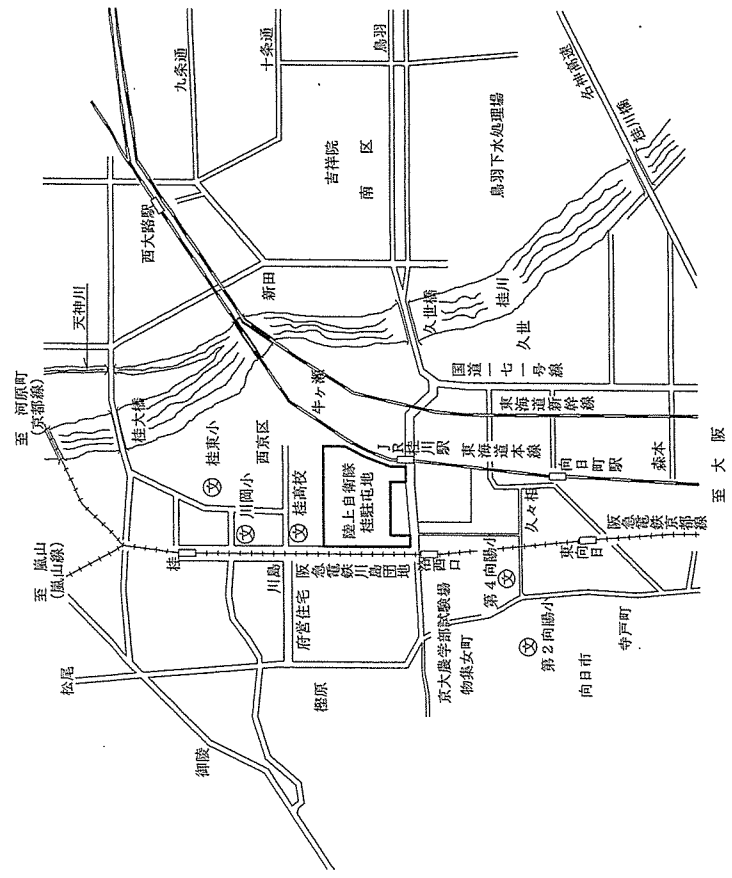 九条通
十条通
鳥羽
名神高速
桂川橋
吉祥院
南区
鳥羽下水処理場
西大路駅
天神川
新田
久世橋
桂川
久世
国道一七一号線
至 河原町
(京都線)
桂大橋
牛ケ瀬
東海道新幹線
JR桂川駅
東海道本線
向日町駅
森本
至大阪
桂東小
西京区
文
川岡小
文
桂高校
文
陸上自衛隊
桂駐屯地
久々相
至 嵐山
(嵐山線)
桂
川島
阪急電鉄川島団地
洛西口
第4向陽小
文
東向日
阪急電鉄京都線
府営住宅
京大農学部試験場
物集女町
第2向陽小
文
寺戸町
向日市
松尾
樫原
御陵